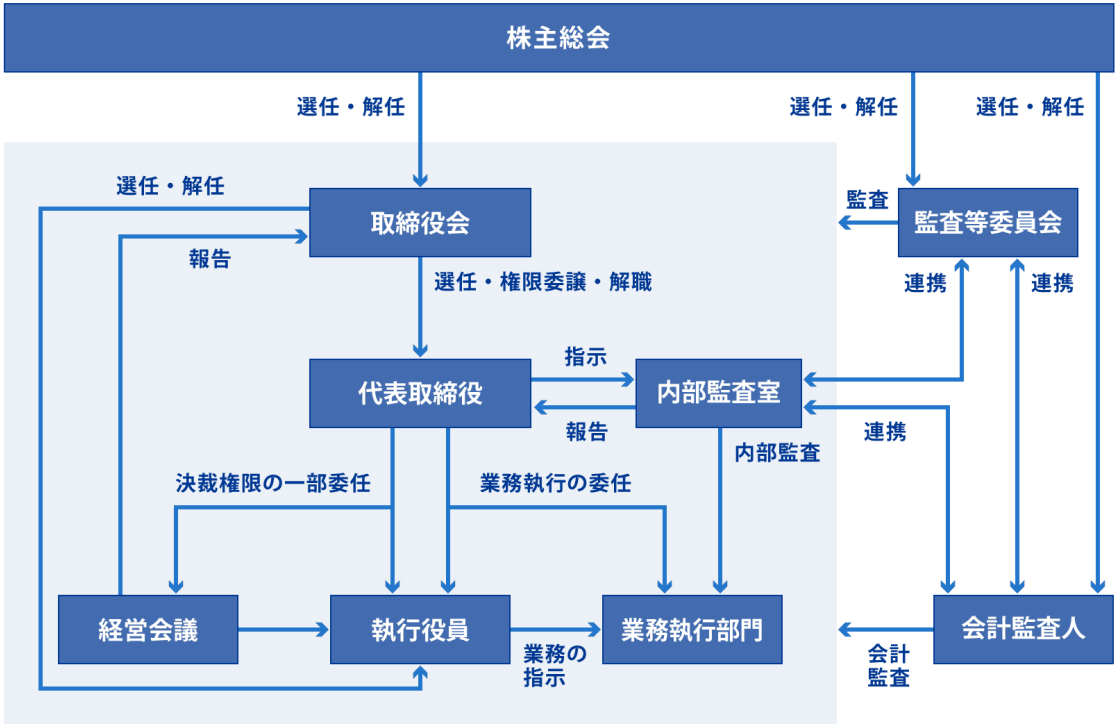 株主総会
選任・解任
選任・解任
選任・解任
選任・解任
取締役会
監査
監査等委員会
報告
選任・権限委譲・解職
連携
連携
指示
代表取締役
内部監査室
報告
連携
内部監査
決裁権限の一部委任
業務執行の委任
経営会議
執行役員
業務執行部門
会計監査人
業務の
指示
会計
監査